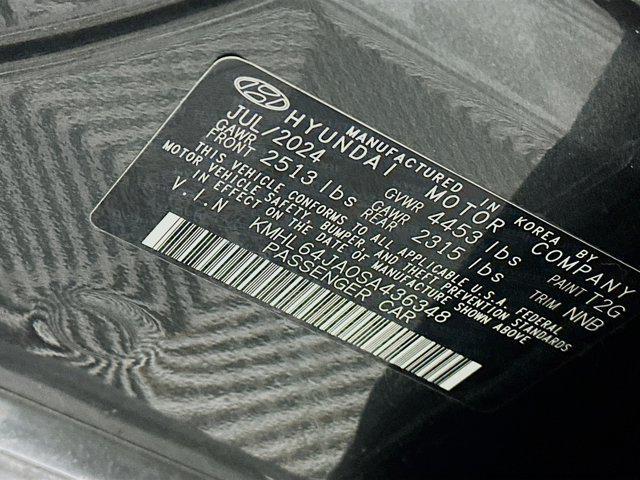 MANUFACTURED IN KOREA BY
HYUNDAI MOTOR COMPANY
JUL/2024 GVWR 4453 lbs PAINT T2G
GAWR FRONT 2513 lbs GAWR REAR 2315 lbs TRIM NNB
THIS VEHICLE CONFORMS TO ALL APPLICABLE U.S.A. FEDERAL
MOTOR VEHICLE SAFETY, BUMPER, AND THEFT PREVENTION STANDARDS
IN EFFECT ON THE DATE OF MANUFACTURE SHOWN ABOVE
V.I.N KMHL64JA0SA436348
PASSENGER CAR